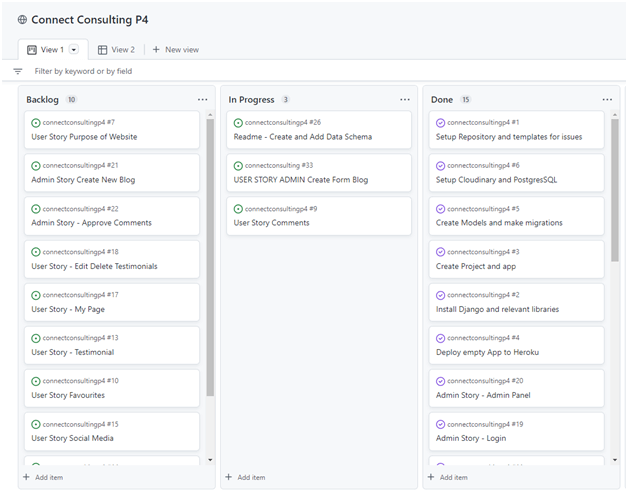 Connect Consulting P4
View 1
View 2
New view
Filter by keyword or by field
Backlog 10
connectconsultingp4 #7
User Story Purpose of Website
connectconsultingp4 #21
Admin Story Create New Blog
connectconsultingp4 #22
Admin Story - Approve Comments
connectconsultingp4 #18
User Story - Edit Delete Testimonials
connectconsultingp4 #17
User Story - My Page
connectconsultingp4 #13
User Story - Testimonial
connectconsultingp4 #10
User Story Favourites
connectconsultingp4 #15
User Story Social Media
Add item
In Progress 3
connectconsultingp4 #26
Readme - Create and Add Data Schema
connectconsulting #33
USER STORY ADMIN Create Form Blog
connectconsultingp4 #9
User Story Comments
Add item
Done 15
connectconsultingp4 #1
Setup Repository and templates for issues
connectconsultingp4 #6
Setup Cloudinary and PostgresSQL
connectconsultingp4 #5
Create Models and make migrations
connectconsultingp4 #3
Create Project and app
connectconsultingp4 #2
Install Django and relevant libraries
connectconsultingp4 #4
Deploy empty App to Heroku
connectconsultingp4 #20
Admin Story - Admin Panel
connectconsultingp4 #19
Admin Story - Login
Add item